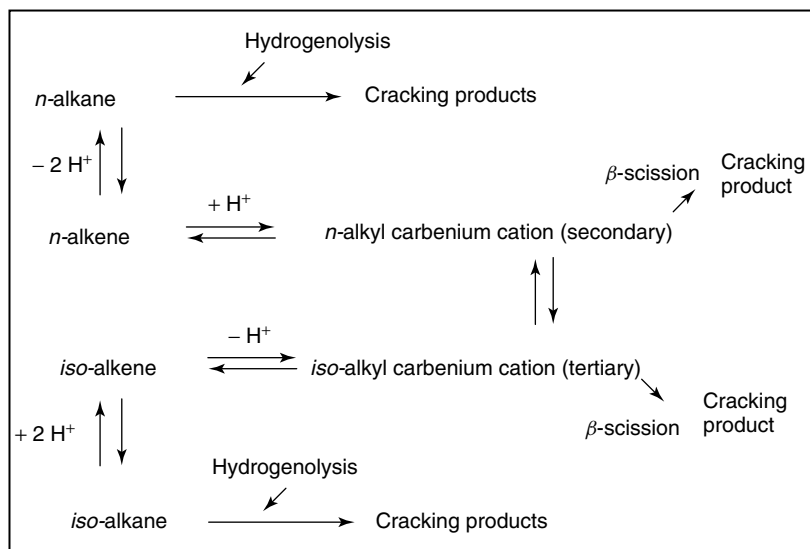 Hydrogenolysis
n-alkane
Cracking products
− 2 H⁺
β-scission
Cracking
product
+ H⁺
n-alkene
n-alkyl carbenium cation (secondary)
− H⁺
iso-alkene
iso-alkyl carbenium cation (tertiary)
+ 2 H⁺
β-scission
Cracking
product
Hydrogenolysis
iso-alkane
Cracking products